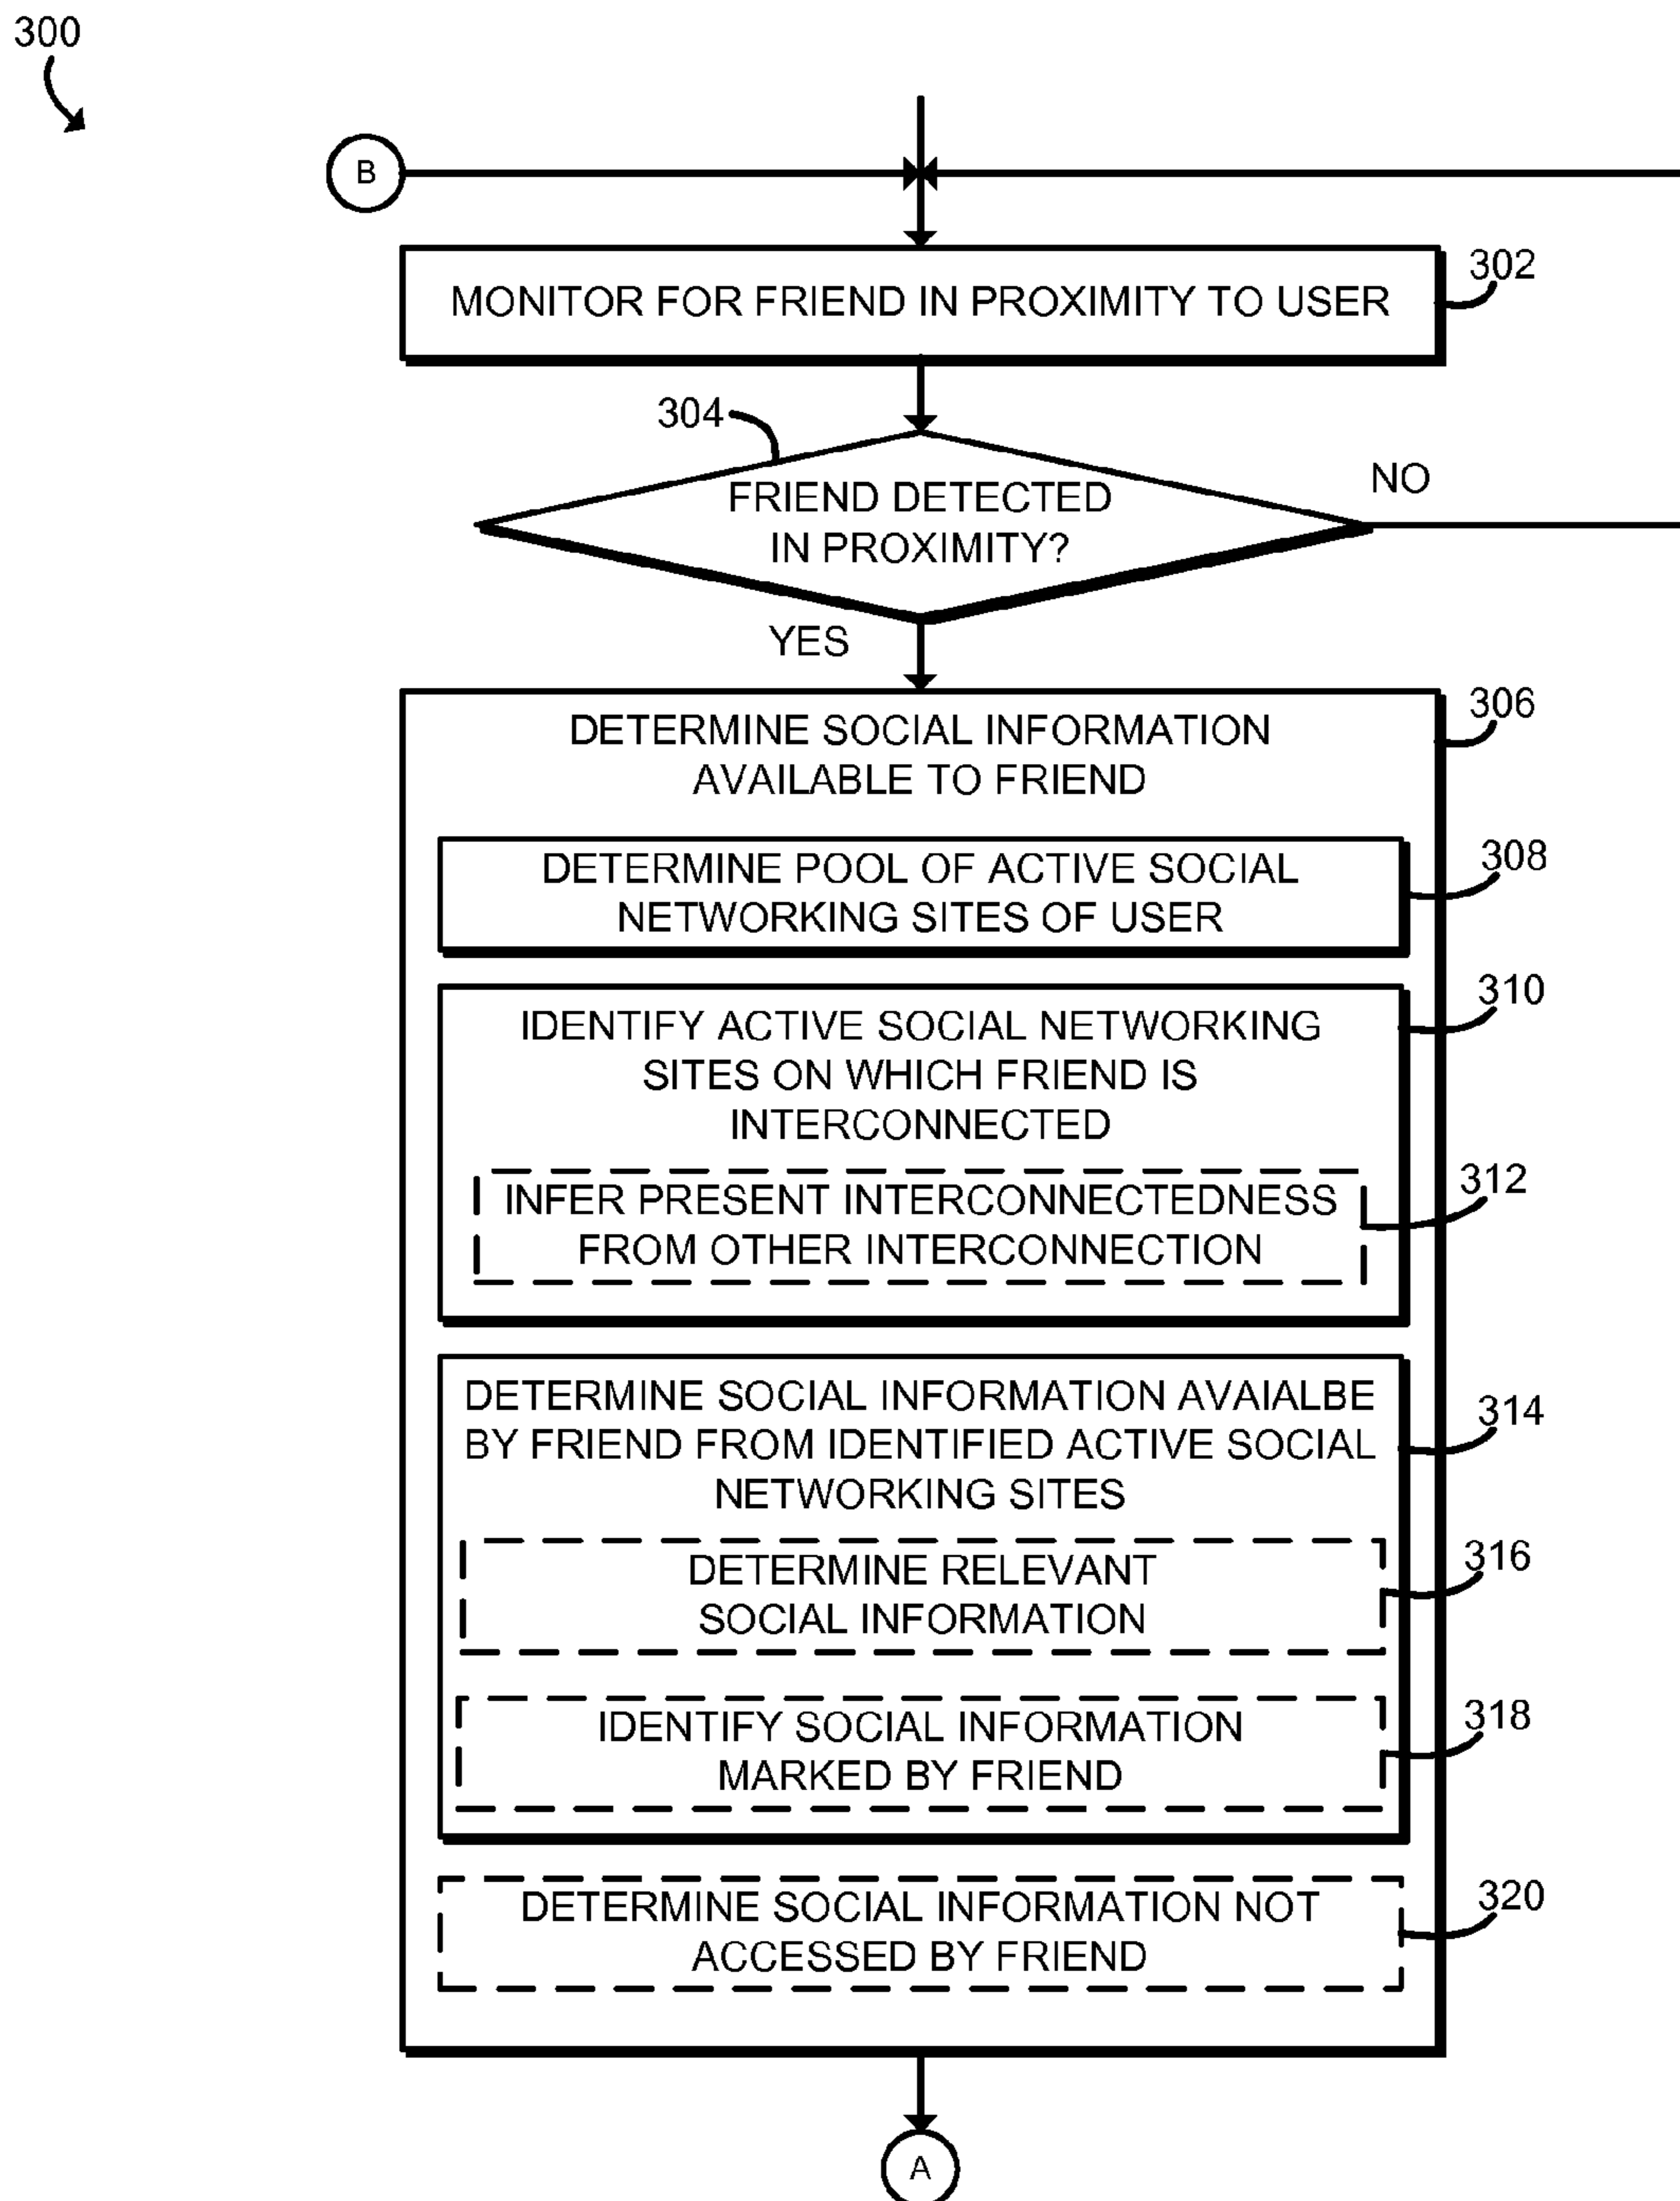 300
B
MONITOR FOR FRIEND IN PROXIMITY TO USER
302
304
FRIEND DETECTED
IN PROXIMITY?
NO
YES
DETERMINE SOCIAL INFORMATION
AVAILABLE TO FRIEND
306
DETERMINE POOL OF ACTIVE SOCIAL
NETWORKING SITES OF USER
308
IDENTIFY ACTIVE SOCIAL NETWORKING
SITES ON WHICH FRIEND IS
INTERCONNECTED
310
INFER PRESENT INTERCONNECTEDNESS
FROM OTHER INTERCONNECTION
312
DETERMINE SOCIAL INFORMATION AVAIALBE
BY FRIEND FROM IDENTIFIED ACTIVE SOCIAL
NETWORKING SITES
314
DETERMINE RELEVANT
SOCIAL INFORMATION
316
IDENTIFY SOCIAL INFORMATION
MARKED BY FRIEND
318
DETERMINE SOCIAL INFORMATION NOT
ACCESSED BY FRIEND
320
A